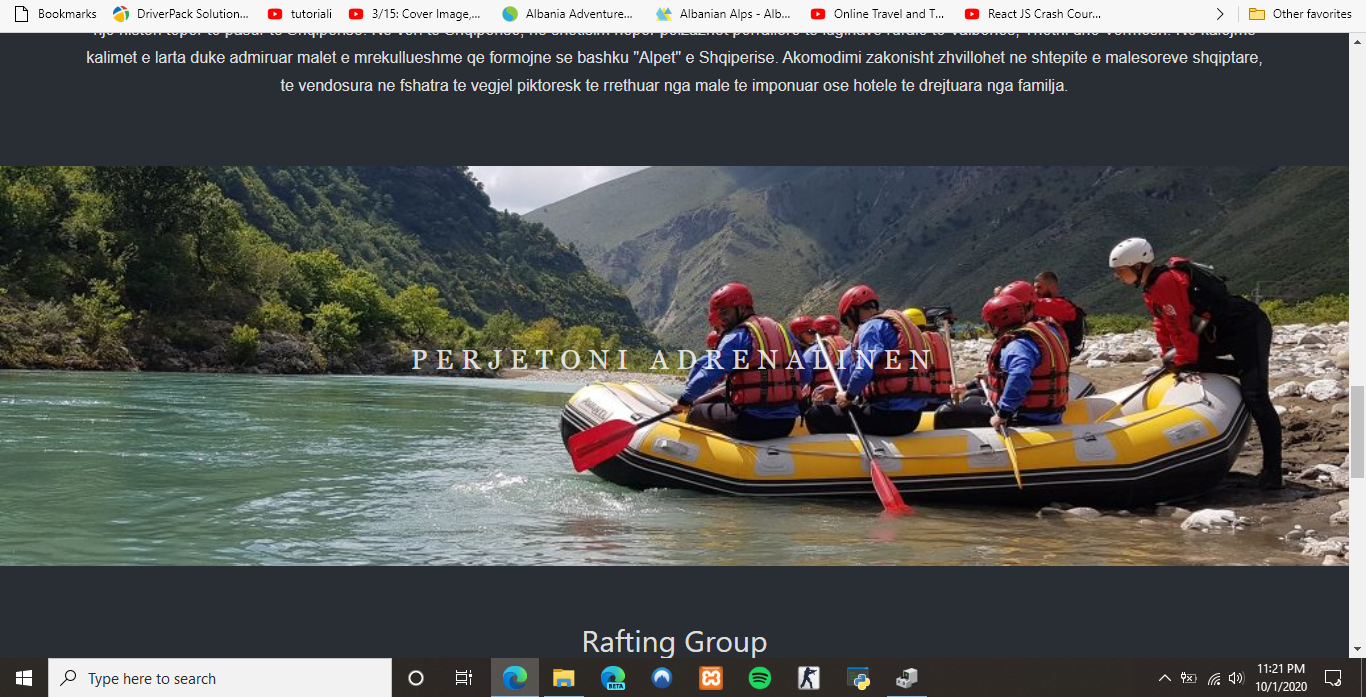 Bookmarks DriverPack Solution... tutoriali 3/15: Cover Image,... Albania Adventure... Albanian Alps - Alb... Online Travel and T... React JS Crash Cour... Other favorites
kalimet e larta duke admiruar malet e mrekullueshme qe formojne se bashku "Alpet" e Shqiperise. Akomodimi zakonisht zhvillohet ne shtepite e malesoreve shqiptare,
te vendosura ne fshatra te vegjel piktoresk te rrethuar nga male te imponuar ose hotele te drejtuara nga familja.
PERJETONI ADRENALINEN
Rafting Group
Type here to search
BETA
11:21 PM
10/1/2020